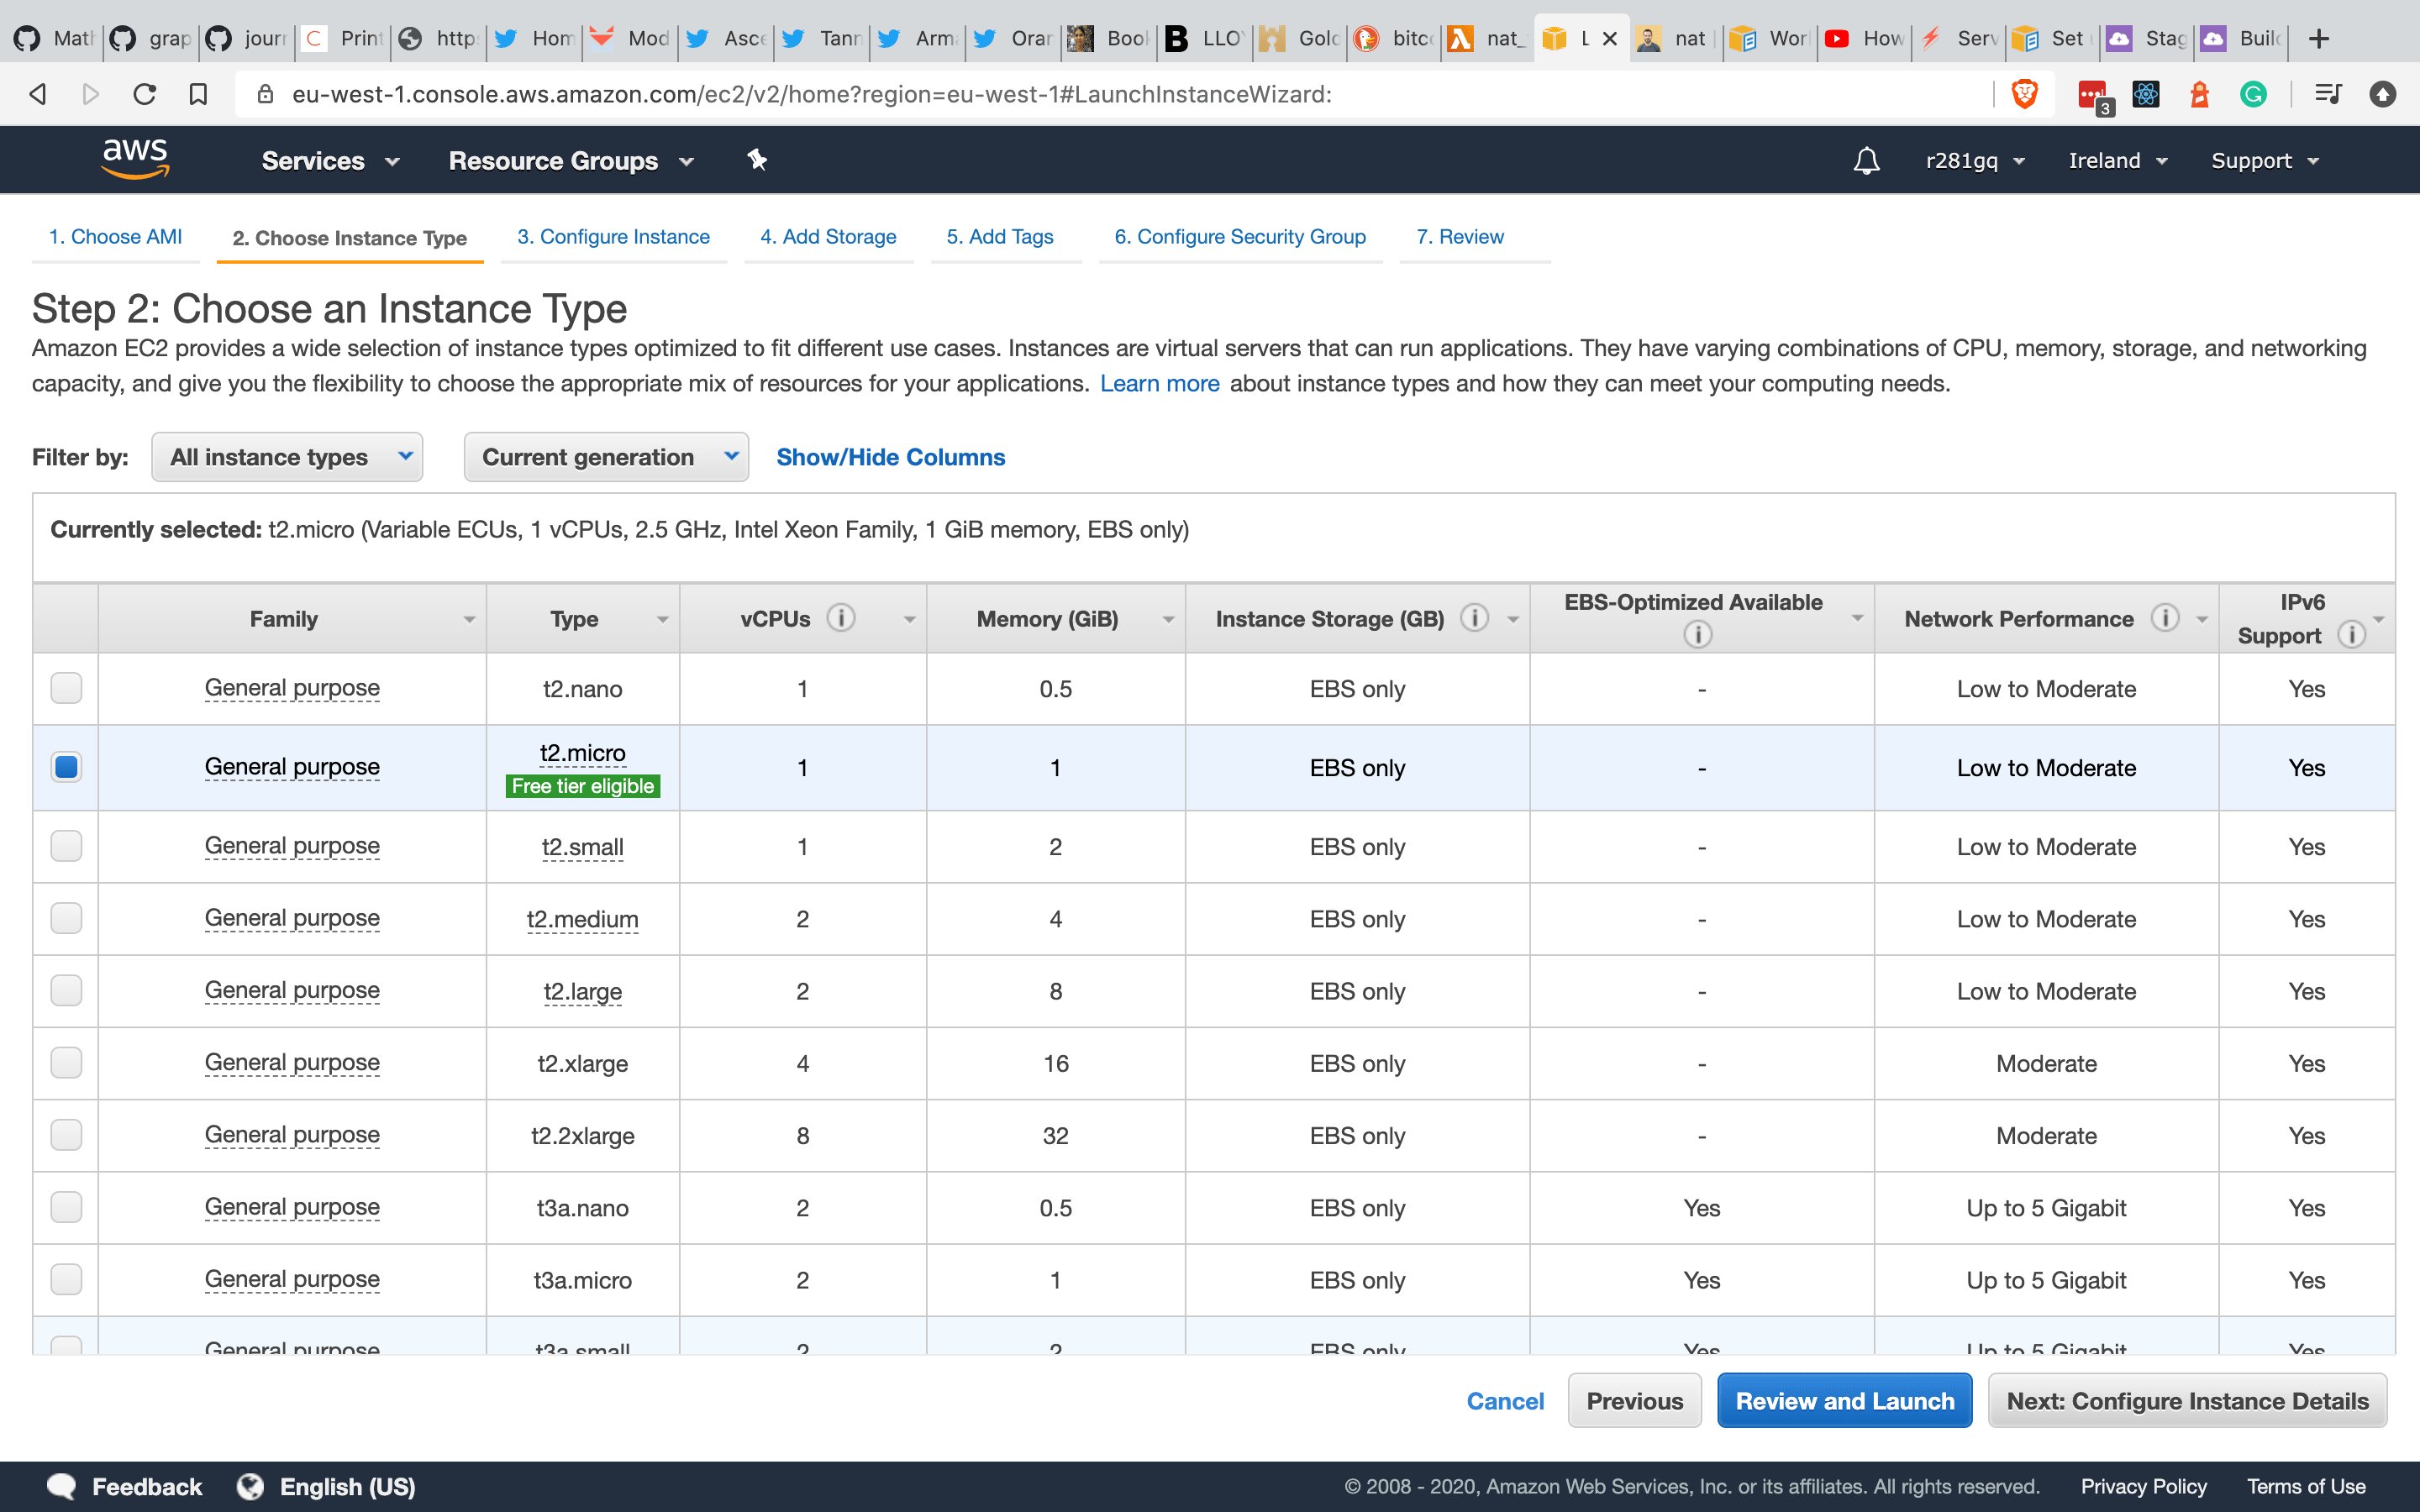 Mat grap jour Print http Hom Mod Asce Tann Arm Orar Book LLO Gold bitc nat_ L nat Wor How Serv Set Stag Build
eu-west-1.console.aws.amazon.com/ec2/v2/home?region=eu-west-1#LaunchInstanceWizard:
3
aws Services Resource Groups r281gq Ireland Support
1. Choose AMI 2. Choose Instance Type 3. Configure Instance 4. Add Storage 5. Add Tags 6. Configure Security Group 7. Review
Step 2: Choose an Instance Type
Amazon EC2 provides a wide selection of instance types optimized to fit different use cases. Instances are virtual servers that can run applications. They have varying combinations of CPU, memory, storage, and networking
capacity, and give you the flexibility to choose the appropriate mix of resources for your applications. Learn more about instance types and how they can meet your computing needs.
Filter by: All instance types Current generation Show/Hide Columns
Currently selected: t2.micro (Variable ECUs, 1 vCPUs, 2.5 GHz, Intel Xeon Family, 1 GiB memory, EBS only)
Family Type vCPUs Memory (GiB) Instance Storage (GB) EBS-Optimized Available Network Performance IPv6 Support
General purpose t2.nano 1 0.5 EBS only - Low to Moderate Yes
General purpose t2.micro Free tier eligible 1 1 EBS only - Low to Moderate Yes
General purpose t2.small 1 2 EBS only - Low to Moderate Yes
General purpose t2.medium 2 4 EBS only - Low to Moderate Yes
General purpose t2.large 2 8 EBS only - Low to Moderate Yes
General purpose t2.xlarge 4 16 EBS only - Moderate Yes
General purpose t2.2xlarge 8 32 EBS only - Moderate Yes
General purpose t3a.nano 2 0.5 EBS only Yes Up to 5 Gigabit Yes
General purpose t3a.micro 2 1 EBS only Yes Up to 5 Gigabit Yes
General purpose t3a.small 2 2 EBS only Yes Up to 5 Gigabit Yes
Cancel Previous Review and Launch Next: Configure Instance Details
Feedback English (US) © 2008 - 2020, Amazon Web Services, Inc. or its affiliates. All rights reserved. Privacy Policy Terms of Use